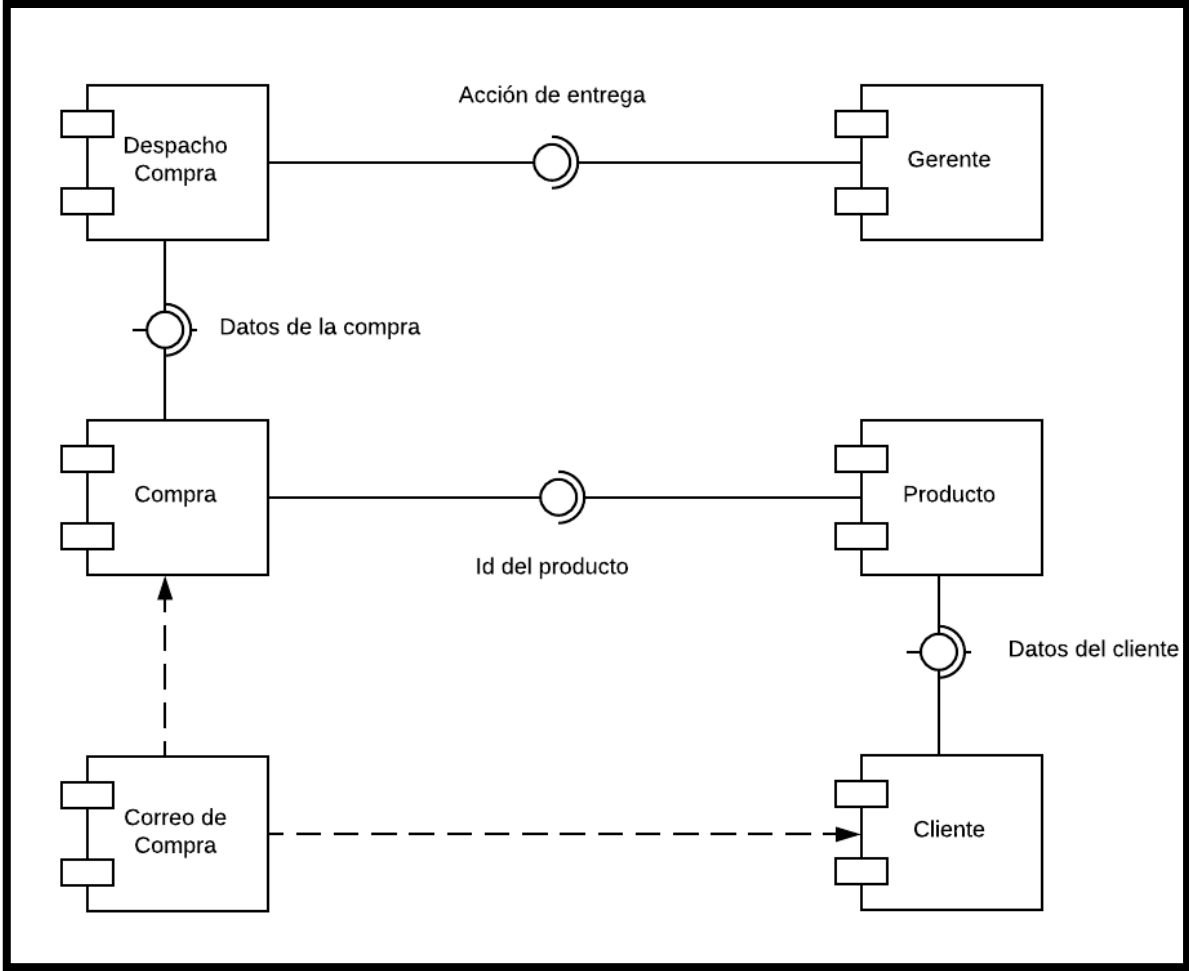 Acción de entrega
Despacho
Compra
Gerente
Datos de la compra
Compra
Producto
Id del producto
Datos del cliente
Correo de
Compra
Cliente